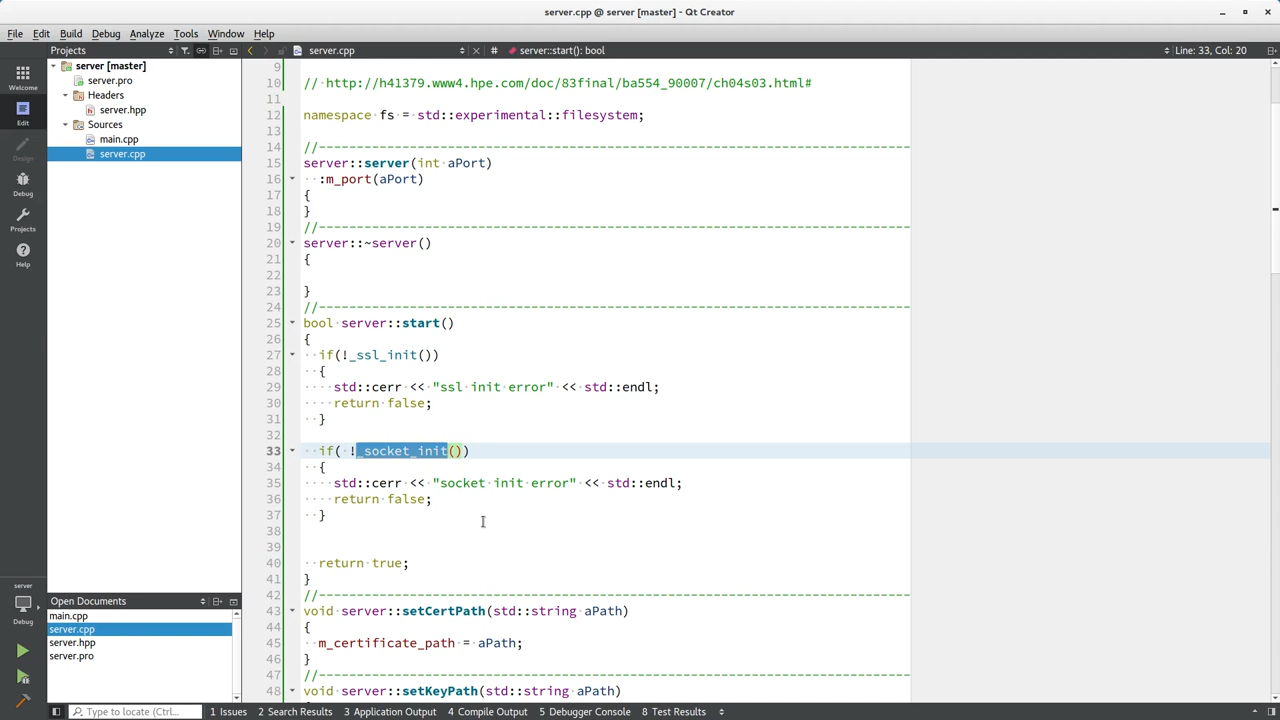 server.cpp @ server [master] - Qt Creator
File Edit Build Debug Analyze Tools Window Help
Projects server.cpp # server::start(): bool Line: 33, Col: 20
Welcome
Edit
Design
Debug
Projects
Help
server
Debug
server [master]
server.pro
Headers
server.hpp
Sources
main.cpp
server.cpp
Open Documents
main.cpp
server.cpp
server.hpp
server.pro
9
10 // http://h41379.www4.hpe.com/doc/83final/ba554_90007/ch04s03.html#
11
12 namespace fs = std::experimental::filesystem;
13
14 //-------------------------------------------------------------------------------
15 server::server(int aPort)
16   :m_port(aPort)
17 {
18 }
19 //-------------------------------------------------------------------------------
20 server::~server()
21 {
22
23 }
24 //-------------------------------------------------------------------------------
25 bool server::start()
26 {
27   if(!_ssl_init())
28   {
29     std::cerr << "ssl init error" << std::endl;
30     return false;
31   }
32
33   if( !_socket_init())
34   {
35     std::cerr << "socket init error" << std::endl;
36     return false;
37   }
38
39
40   return true;
41 }
42 //-------------------------------------------------------------------------------
43 void server::setCertPath(std::string aPath)
44 {
45   m_certificate_path = aPath;
46 }
47 //-------------------------------------------------------------------------------
48 void server::setKeyPath(std::string aPath)
Type to locate (Ctrl... 1 Issues 2 Search Results 3 Application Output 4 Compile Output 5 Debugger Console 8 Test Results